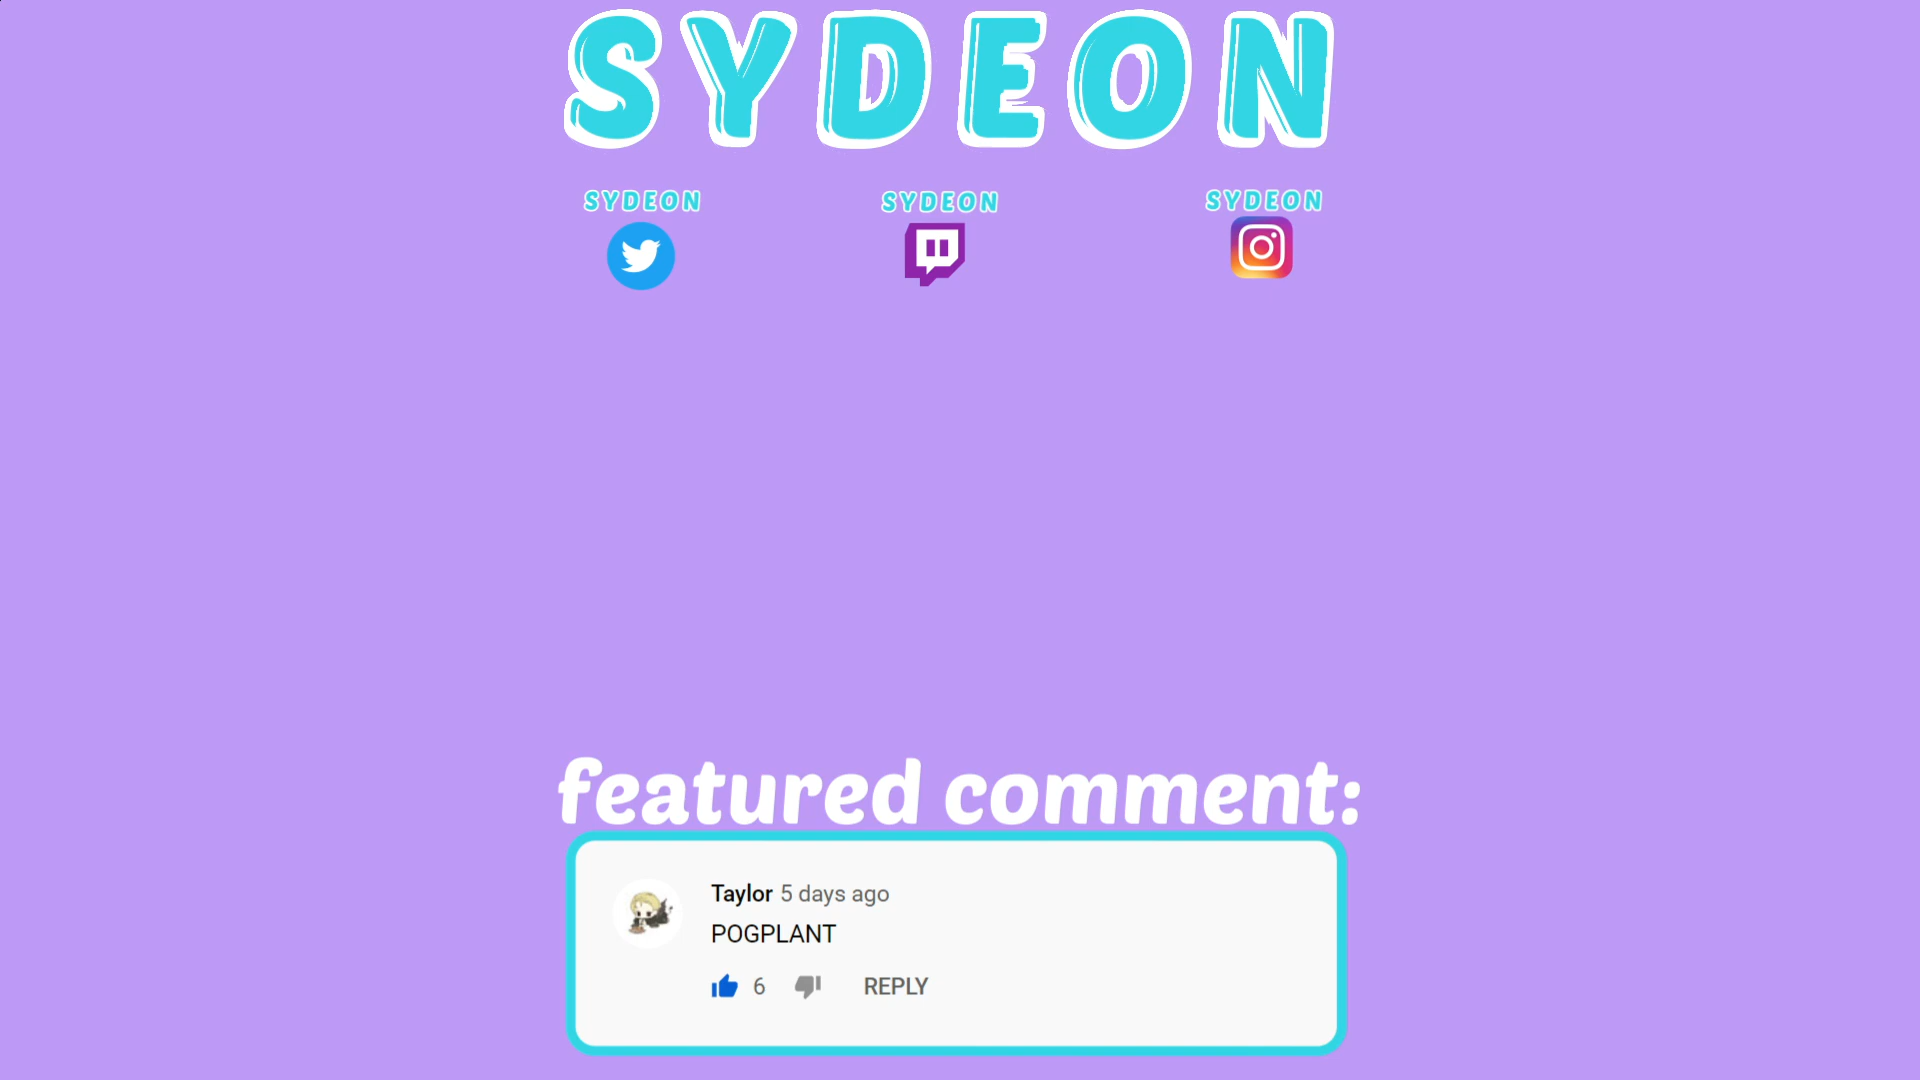 SYDEON
SYDEON SYDEON SYDEON
featured comment:
Taylor 5 days ago
POGPLANT
6 REPLY